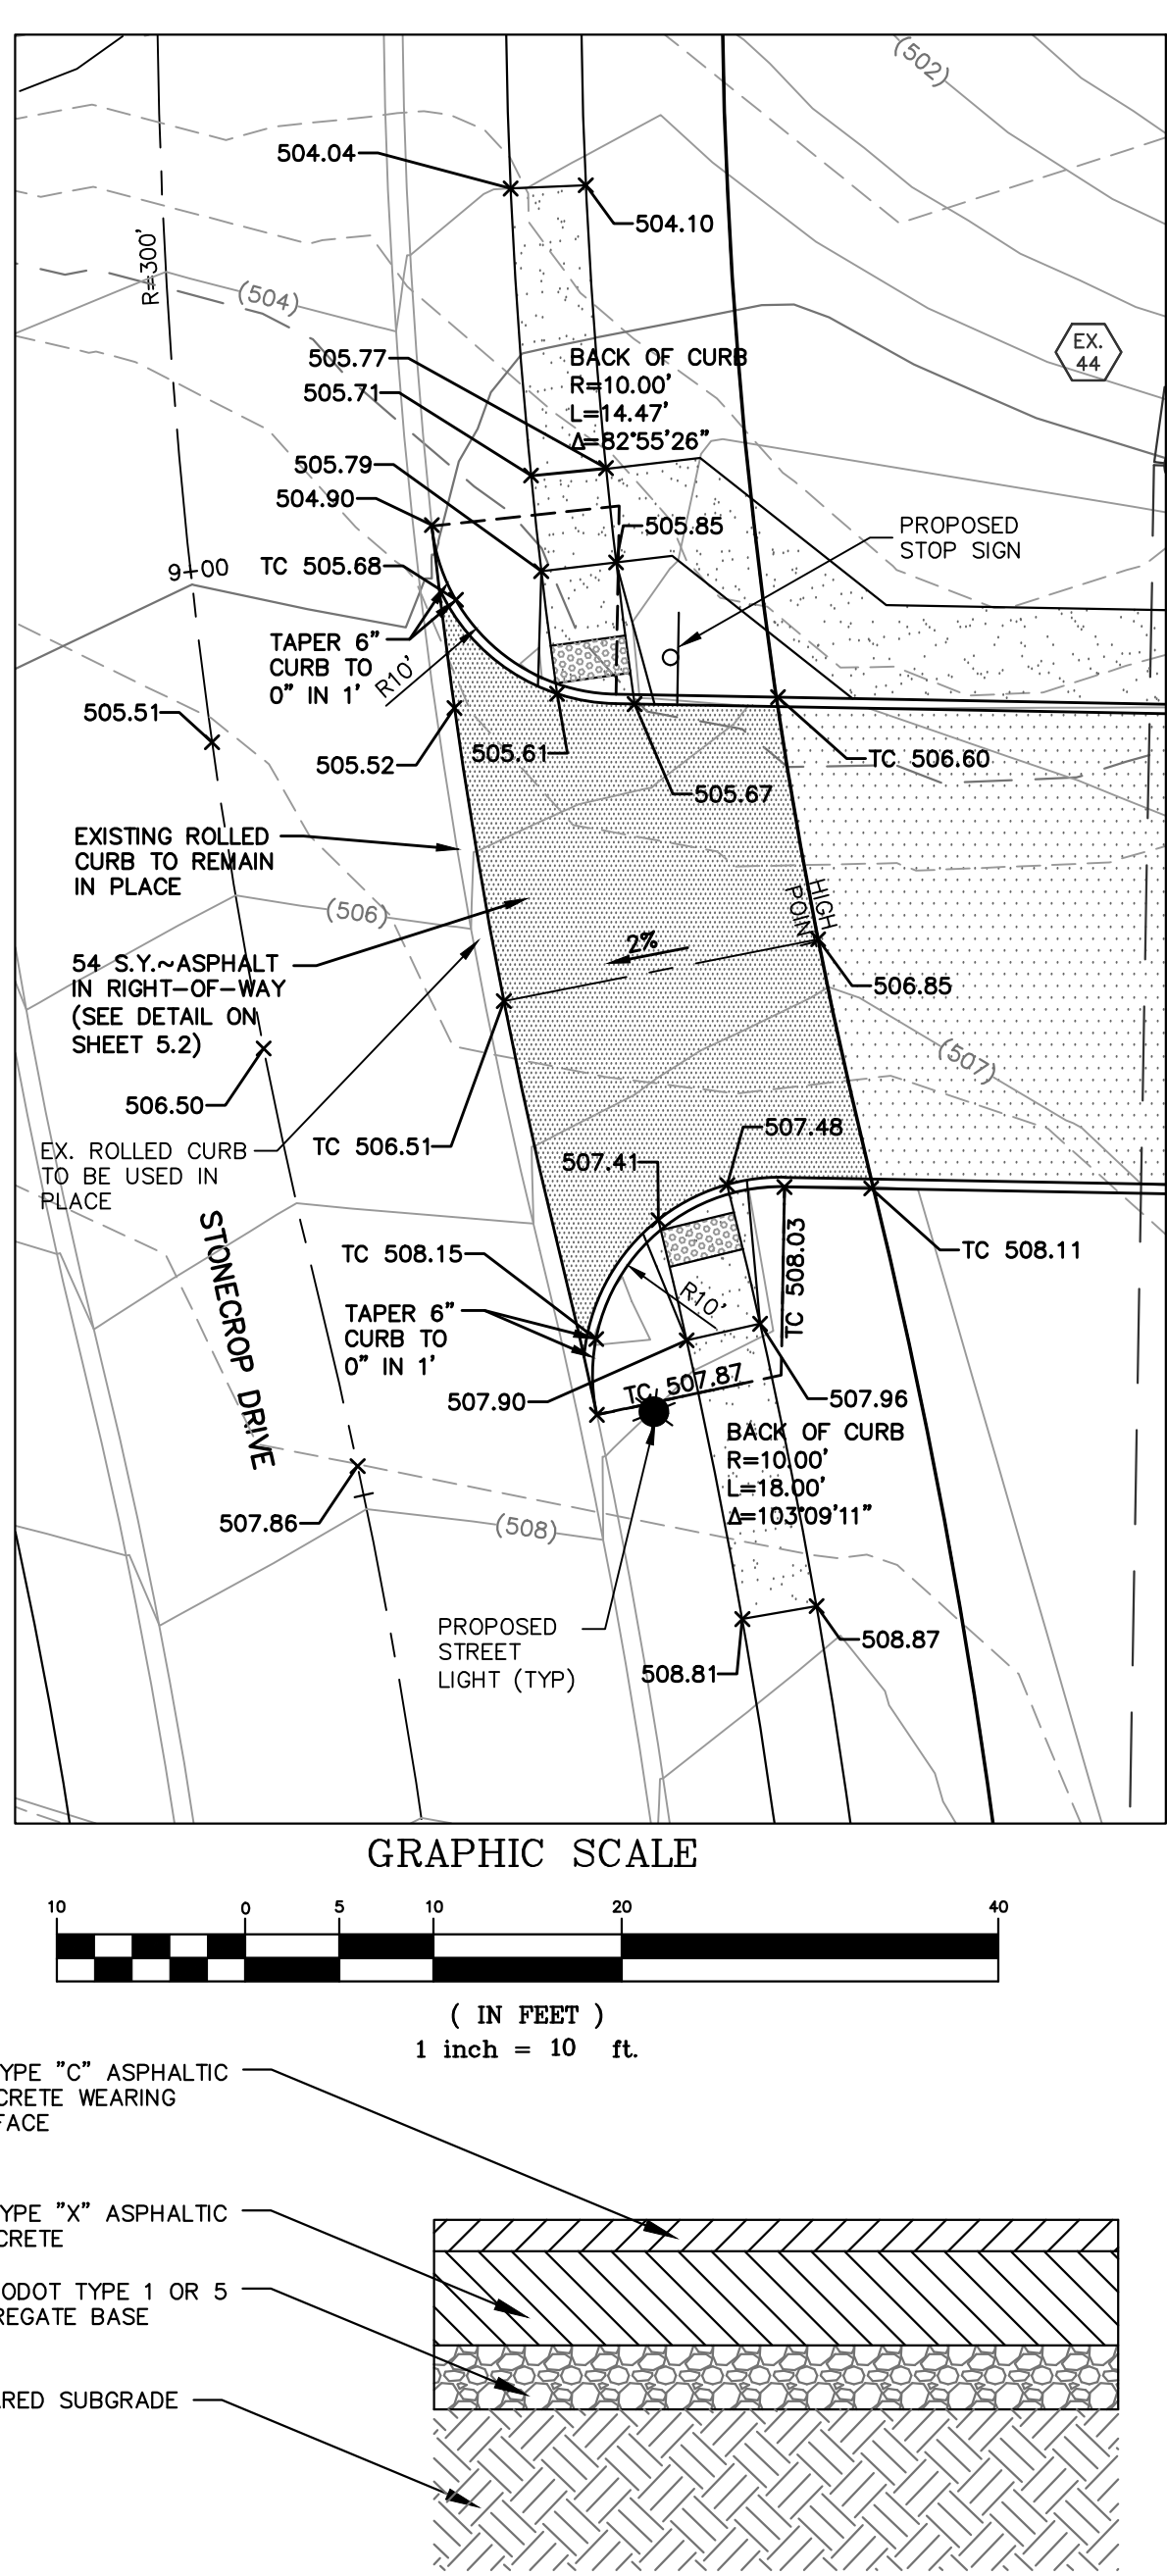 (502)
504.04
504.10
R=300'
(504)
EX.
44
505.77
BACK OF CURB
R=10.00'
L=14.47'
Δ=82°55'26"
505.71
505.79
504.90
505.85
PROPOSED
STOP SIGN
9+00
TC 505.68
TAPER 6"
CURB TO
0" IN 1'
R10'
505.51
505.52
505.61
TC 506.60
505.67
EXISTING ROLLED
CURB TO REMAIN
IN PLACE
HIGH
POINT
(506)
2%
54 S.Y.~ASPHALT
IN RIGHT-OF-WAY
(SEE DETAIL ON
SHEET 5.2)
506.85
(507)
506.50
TC 506.51
507.48
EX. ROLLED CURB
TO BE USED IN
PLACE
507.41
STONECROP DRIVE
TC 508.15
TC 508.03
TC 508.11
TAPER 6"
CURB TO
0" IN 1'
R10'
TC 507.87
507.90
507.96
BACK OF CURB
R=10.00'
L=18.00'
Δ=103°09'11"
507.86
(508)
PROPOSED
STREET
LIGHT (TYP)
508.87
508.81
GRAPHIC SCALE
10 0 5 10 20 40
( IN FEET )
1 inch = 10 ft.
YPE "C" ASPHALTIC
CRETE WEARING
FACE
YPE "X" ASPHALTIC
CRETE
ODOT TYPE 1 OR 5
REGATE BASE
RED SUBGRADE